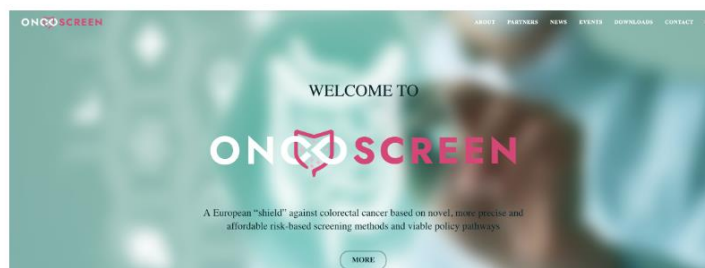 ONCOSCREEN
ABOUT PARTNERS NEWS EVENTS DOWNLOADS CONTACT
WELCOME TO
ONCOSCREEN
A European “shield” against colorectal cancer based on novel, more precise and
affordable risk-based screening methods and viable policy pathways
MORE